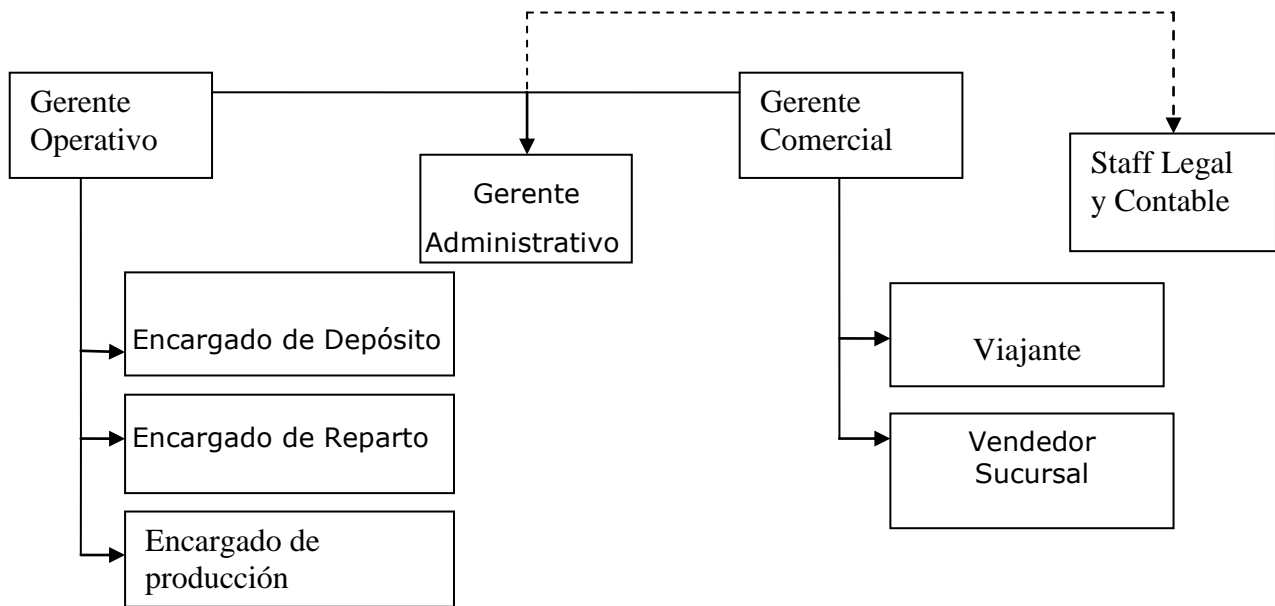 Gerente
Operativo
Gerente
Administrativo
Gerente
Comercial
Staff Legal
y Contable
Encargado de Depósito
Encargado de Reparto
Encargado de
producción
Viajante
Vendedor
Sucursal